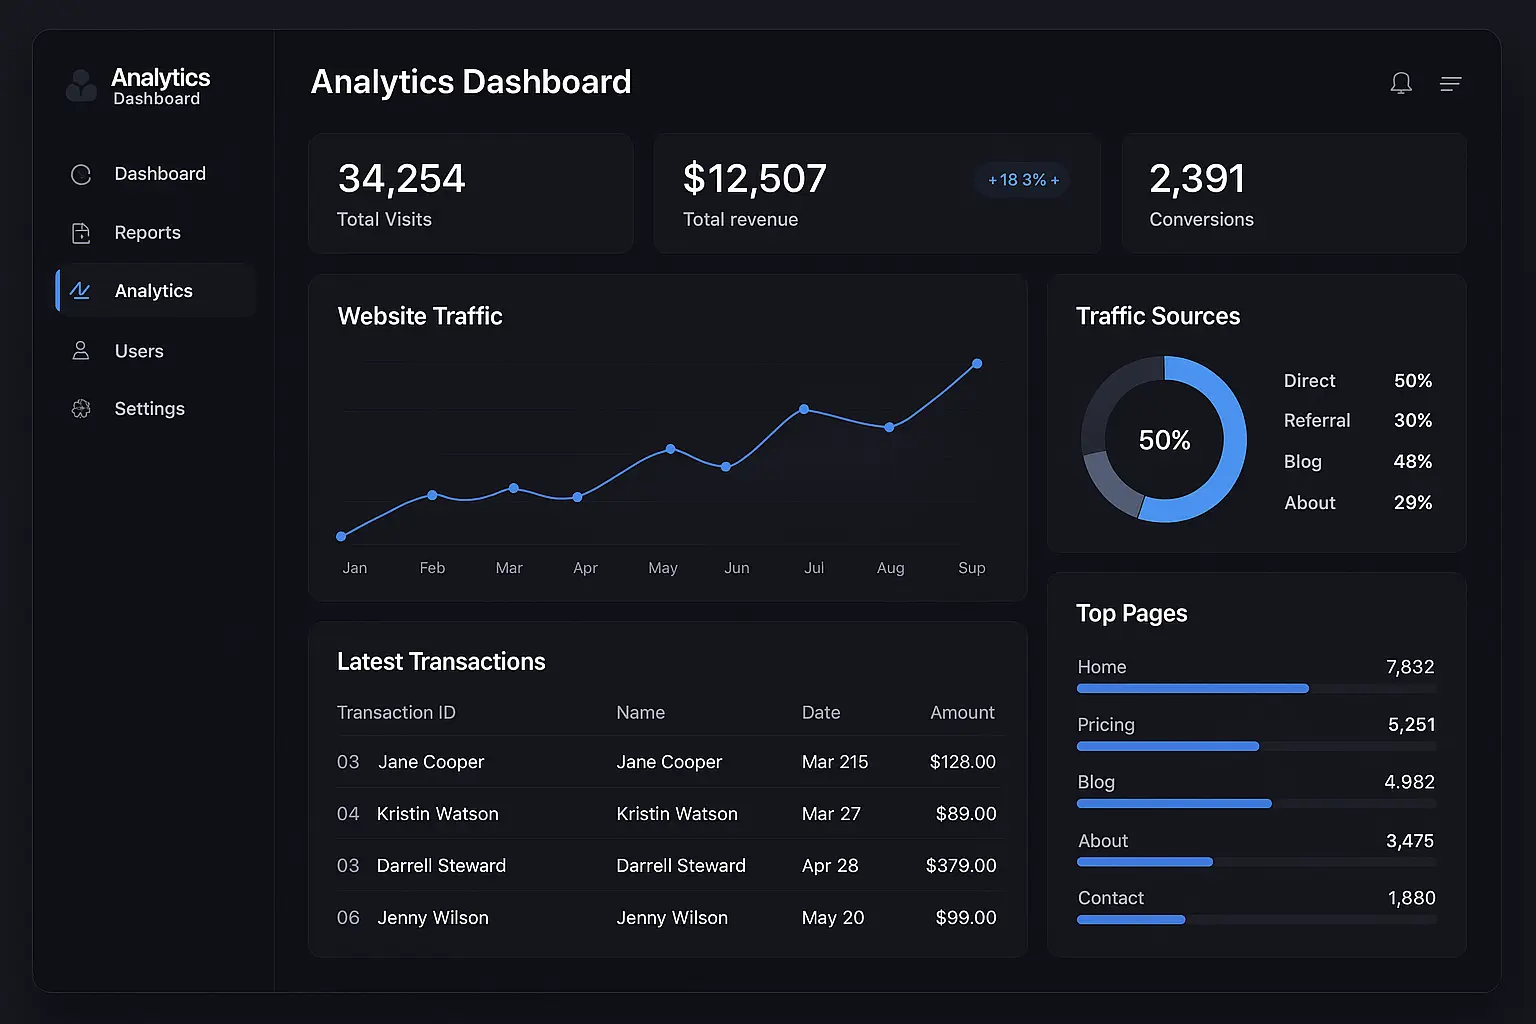 Analytics
Dashboard
Dashboard
Reports
Analytics
Users
Settings
Analytics Dashboard
34,254
Total Visits
$12,507
Total revenue
+18 3%+
2,391
Conversions
Website Traffic
Jan Feb Mar Apr May Jun Jul Aug Sup
Traffic Sources
50%
Direct 50%
Referral 30%
Blog 48%
About 29%
Latest Transactions
Transaction ID Name Date Amount
03 Jane Cooper Jane Cooper Mar 215 $128.00
04 Kristin Watson Kristin Watson Mar 27 $89.00
03 Darrell Steward Darrell Steward Apr 28 $379.00
06 Jenny Wilson Jenny Wilson May 20 $99.00
Top Pages
Home 7,832
Pricing 5,251
Blog 4.982
About 3,475
Contact 1,880